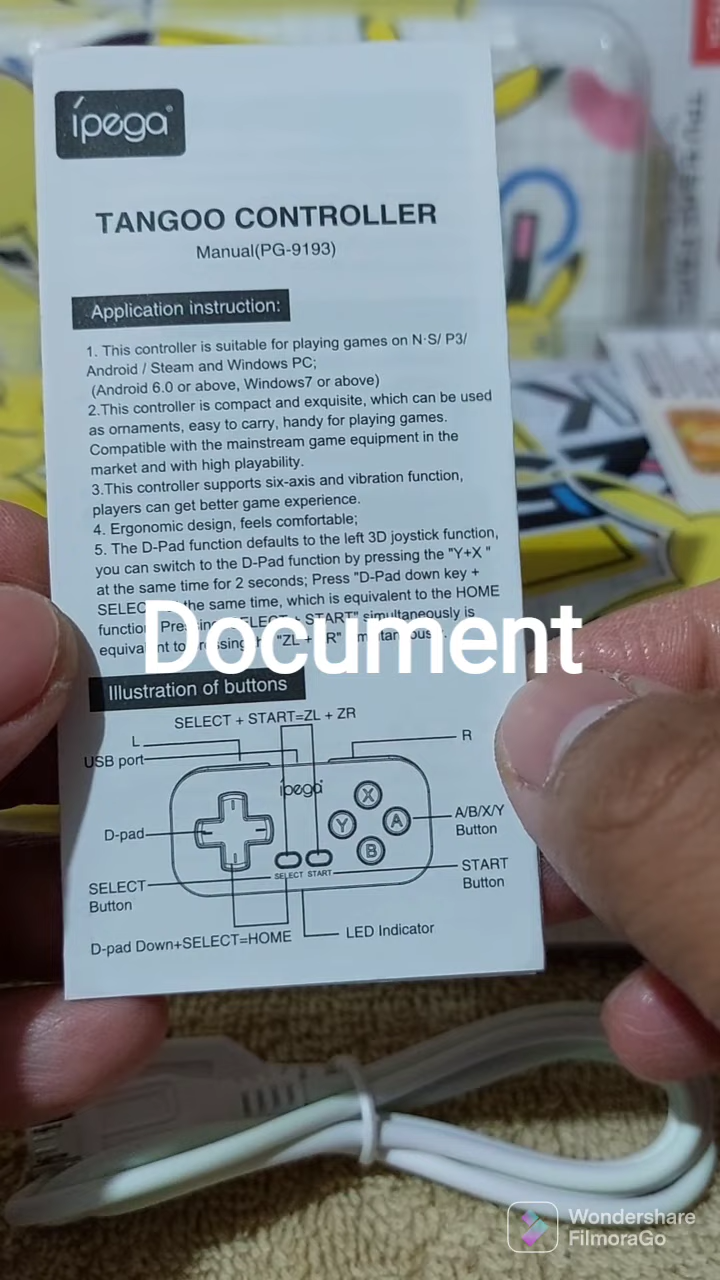 ípega
TANGOO CONTROLLER
Manual(PG-9193)
Application instruction:
1. This controller is suitable for playing games on N·S/ P3/
Android / Steam and Windows PC;
(Android 6.0 or above, Windows7 or above)
2.This controller is compact and exquisite, which can be used
as ornaments, easy to carry, handy for playing games.
Compatible with the mainstream game equipment in the
market and with high playability.
3.This controller supports six-axis and vibration function,
players can get better game experience.
4. Ergonomic design, feels comfortable;
5. The D-Pad function defaults to the left 3D joystick function,
you can switch to the D-Pad function by pressing the "Y+X "
at the same time for 2 seconds; Press "D-Pad down key +
the same time, which is equivalent to the HOME
START" simultaneously is
Document
Illustration of buttons
SELECT + START=ZL + ZR
L
R
USB port
ípega
X
Y
A
B
D-pad
A/B/X/Y
Button
SELECT START
SELECT
Button
START
Button
D-pad Down+SELECT=HOME
LED Indicator
Wondershare
FilmoraGo